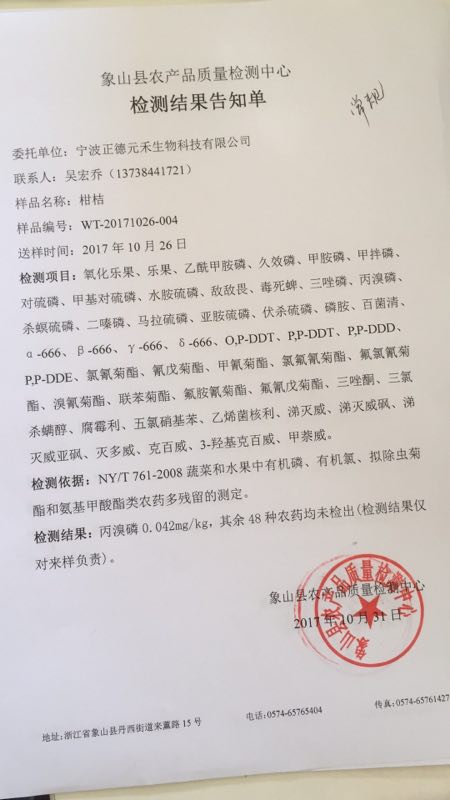 象山县农产品质量检测中心
检测结果告知单
常规
委托单位：宁波正德元禾生物科技有限公司
联系人：吴宏乔（13738441721）
样品名称：柑桔
样品编号：WT-20171026-004
送样时间：2017 年 10 月 26 日
检测项目：氧化乐果、乐果、乙酰甲胺磷、久效磷、甲胺磷、甲拌磷、
对硫磷、甲基对硫磷、水胺硫磷、敌敌畏、毒死蜱、三唑磷、丙溴磷、
杀螟硫磷、二嗪磷、马拉硫磷、亚胺硫磷、伏杀硫磷、磷胺、百菌清、
α-666、β-666、γ-666、δ-666、O,P-DDT、P,P-DDT、P,P-DDD、
P,P-DDE、氯氰菊酯、氰戊菊酯、甲氰菊酯、氯氟氰菊酯、氟氯氰菊
酯、溴氰菊酯、联苯菊酯、氟胺氰菊酯、氟氰戊菊酯、三唑酮、三氯
杀螨醇、腐霉利、五氯硝基苯、乙烯菌核利、涕灭威、涕灭威砜、涕
灭威亚砜、灭多威、克百威、3-羟基克百威、甲萘威。
检测依据：NY/T 761-2008 蔬菜和水果中有机磷、有机氯、拟除虫菊
酯和氨基甲酸酯类农药多残留的测定。
检测结果：丙溴磷 0.042mg/kg，其余 48 种农药均未检出(检测结果仅
对来样负责)。
象山县农产品质量检测中心
2017 年 10 月 31 日
象山县农产品质量检测中心
地址:浙江省象山县丹西街道来薰路 15 号
电话:0574-65765404
传真:0574-65761427